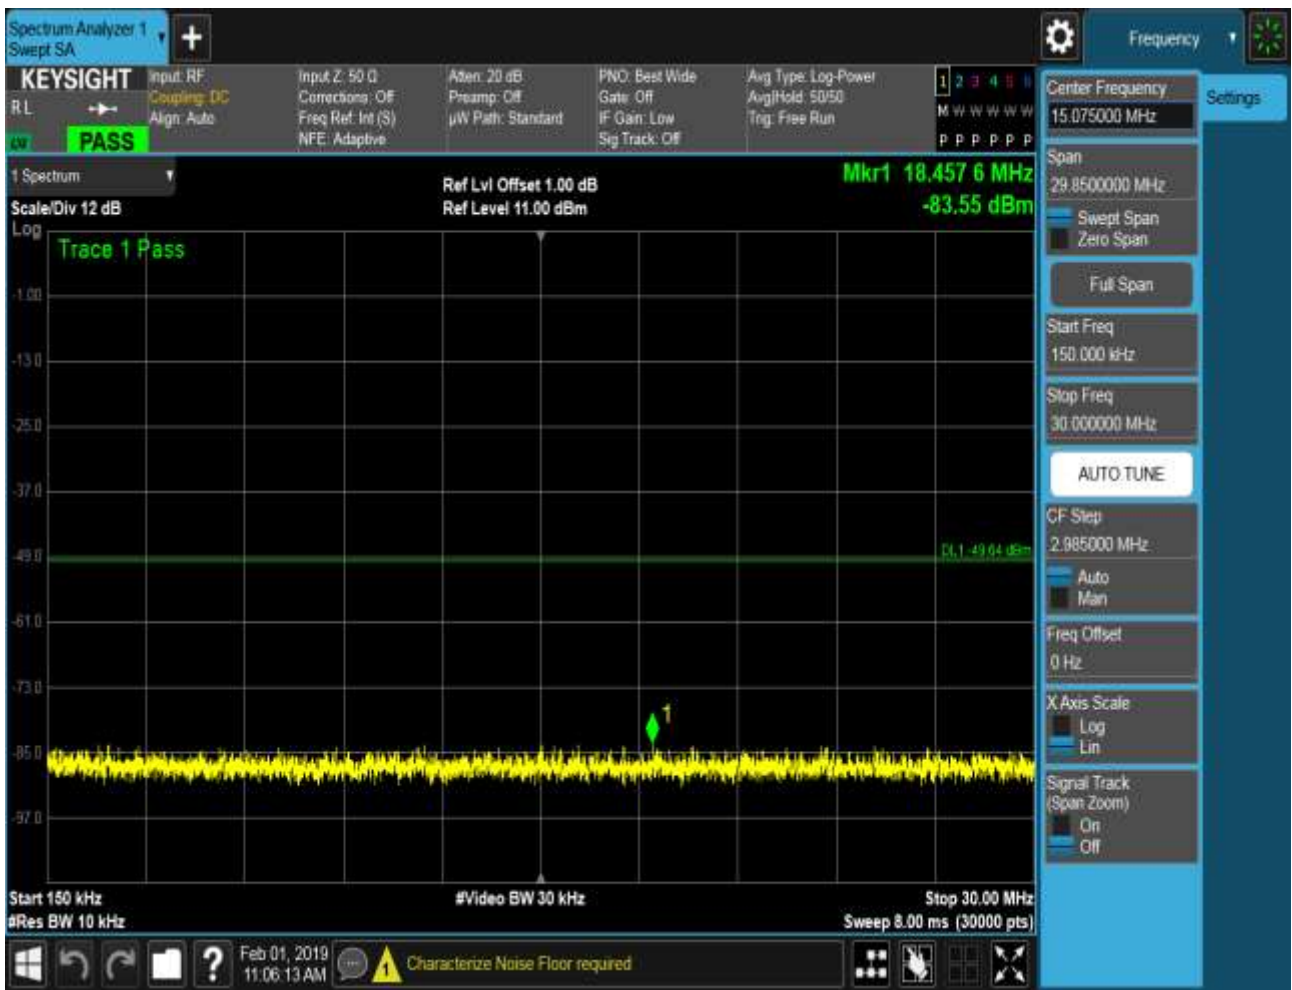 Spectrum Analyzer 1
Swept SA
+
Frequency
KEYSIGHT
R L
PASS
Input: RF
Coupling: DC
Align: Auto
Input Z: 50 Ω
Corrections: Off
Freq Ref: Int (S)
NFE: Adaptive
Atten: 20 dB
Preamp: Off
µW Path: Standard
PNO: Best Wide
Gate: Off
IF Gain: Low
Sig Track: Off
Avg Type: Log-Power
Avg|Hold: 50/50
Trig: Free Run
1 2 3 4 5 6
M W W W W W
P P P P P P
1 Spectrum
Scale/Div 12 dB
Log
Ref Lvl Offset 1.00 dB
Ref Level 11.00 dBm
Mkr1 18.457 6 MHz
-83.55 dBm
Trace 1 Pass
-1.00
-13.0
-25.0
-37.0
-49.0
DL1 -49.64 dBm
-61.0
-73.0
1
-85.0
-97.0
Start 150 kHz
#Res BW 10 kHz
#Video BW 30 kHz
Stop 30.00 MHz
Sweep 8.00 ms (30000 pts)
Center Frequency
15.075000 MHz
Settings
Span
29.8500000 MHz
Swept Span
Zero Span
Full Span
Start Freq
150.000 kHz
Stop Freq
30.000000 MHz
AUTO TUNE
CF Step
2.985000 MHz
Auto
Man
Freq Offset
0 Hz
X Axis Scale
Log
Lin
Signal Track
(Span Zoom)
On
Off
?
Feb 01, 2019
11:06:13 AM
1
Characterize Noise Floor required